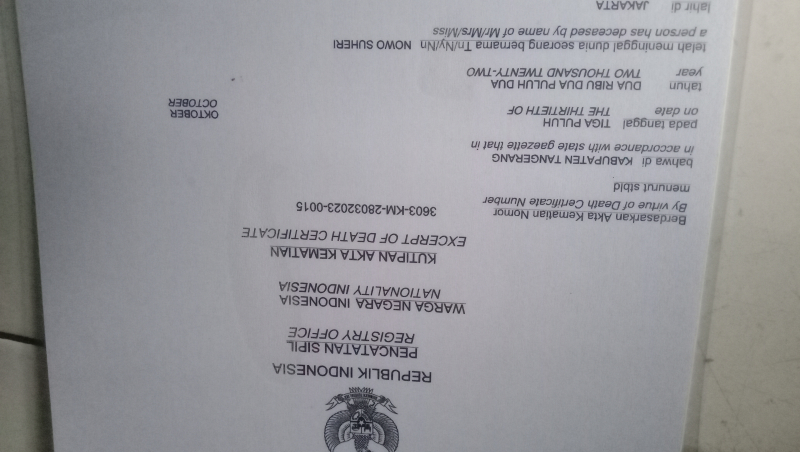 REPUBLIK INDONESIA
PENCATATAN SIPIL
REGISTRY OFFICE
WARGA NEGARA INDONESIA
NATIONALITY INDONESIA
KUTIPAN AKTA KEMATIAN
EXCERPT OF DEATH CERTIFICATE
Berdasarkan Akta Kematian Nomor 3603-KM-28032023-0015
By virtue of Death Certificate Number
menurut stbld
bahwa di KABUPATEN TANGERANG
in accordance with state gaezette that in
pada tanggal TIGA PULUH OKTOBER
on date THE THIRTIETH OF OCTOBER
tahun DUA RIBU DUA PULUH DUA
year TWO THOUSAND TWENTY-TWO
telah meninggal dunia seorang bernama Tn/Ny/Nn NOWO SUHERI
a person has deceased by name of Mr/Mrs/Miss
lahir di JAKARTA